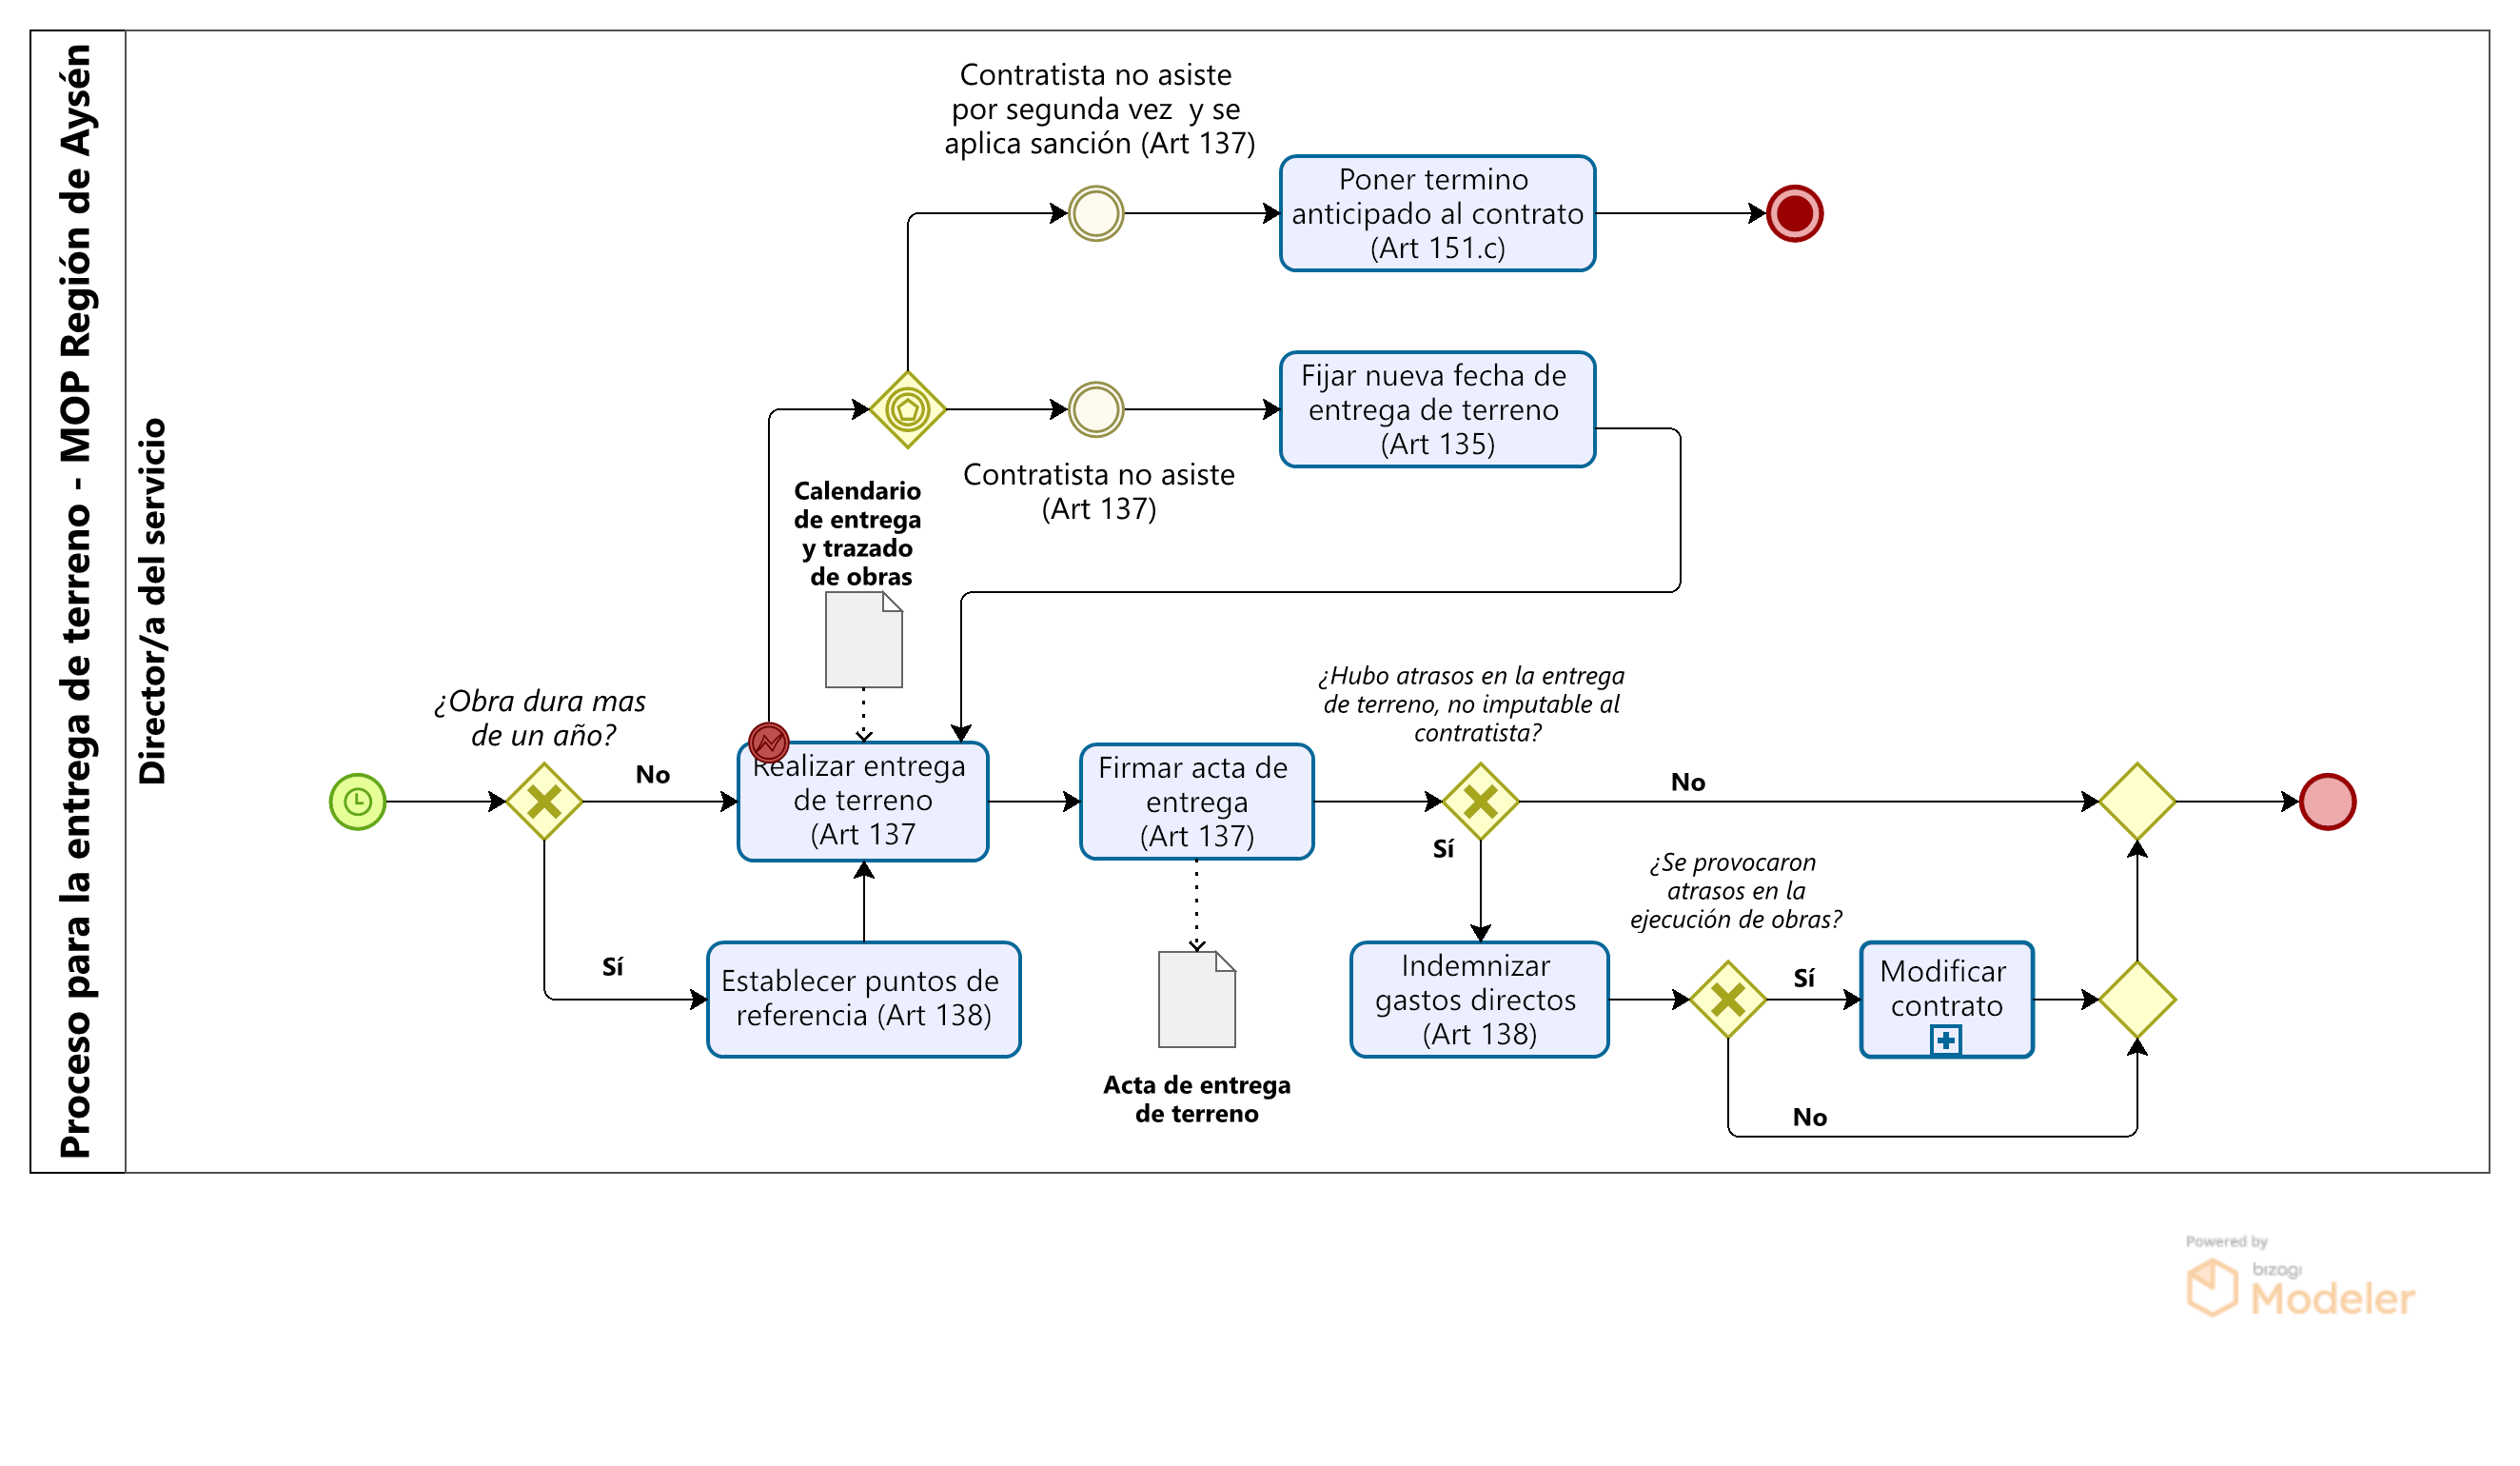 Proceso para la entrega de terreno - MOP Región de Aysén
Director/a del servicio
Contratista no asiste
por segunda vez y se
aplica sanción (Art 137)
Poner termino
anticipado al contrato
(Art 151.c)
Fijar nueva fecha de
entrega de terreno
(Art 135)
Contratista no asiste
(Art 137)
Calendario
de entrega
y trazado
de obras
¿Obra dura mas
de un año?
No
Sí
Realizar entrega
de terreno
(Art 137
Establecer puntos de
referencia (Art 138)
Firmar acta de
entrega
(Art 137)
Acta de entrega
de terreno
¿Hubo atrasos en la entrega
de terreno, no imputable al
contratista?
No
Sí
Indemnizar
gastos directos
(Art 138)
¿Se provocaron
atrasos en la
ejecución de obras?
Sí
No
Modificar
contrato
Powered by
bizagi
Modeler